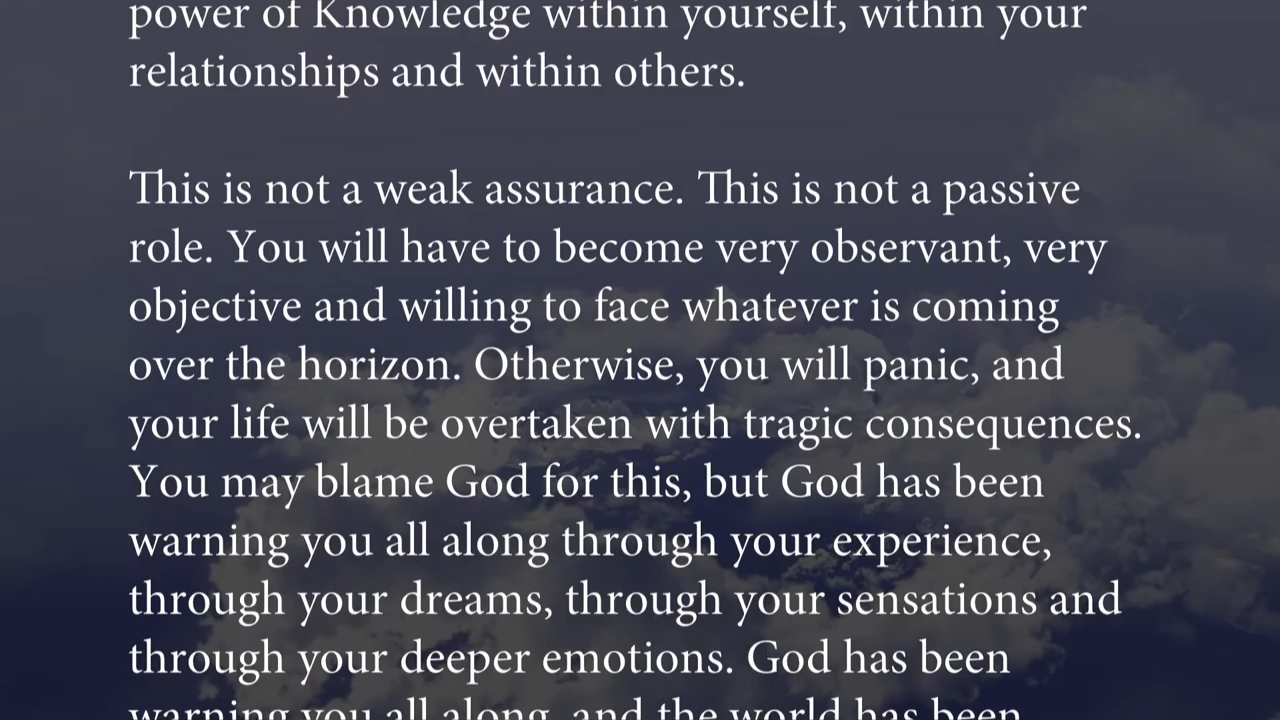 power of Knowledge within yourself, within your
relationships and within others.
This is not a weak assurance. This is not a passive
role. You will have to become very observant, very
objective and willing to face whatever is coming
over the horizon. Otherwise, you will panic, and
your life will be overtaken with tragic consequences.
You may blame God for this, but God has been
warning you all along through your experience,
through your dreams, through your sensations and
through your deeper emotions. God has been
warning you all along, and the world has been